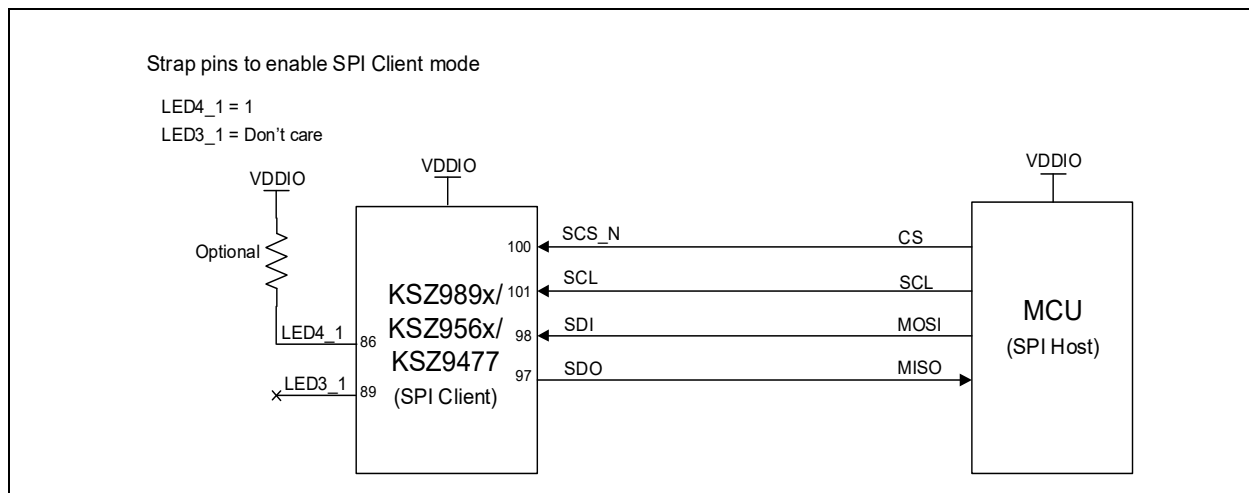 Strap pins to enable SPI Client mode
LED4_1 = 1
LED3_1 = Don't care
VDDIO
VDDIO
VDDIO
Optional
LED4_1
LED3_1
86
89
100
101
98
97
KSZ989x/
KSZ956x/
KSZ9477
(SPI Client)
SCS_N
CS
SCL
SCL
SDI
MOSI
SDO
MISO
MCU
(SPI Host)